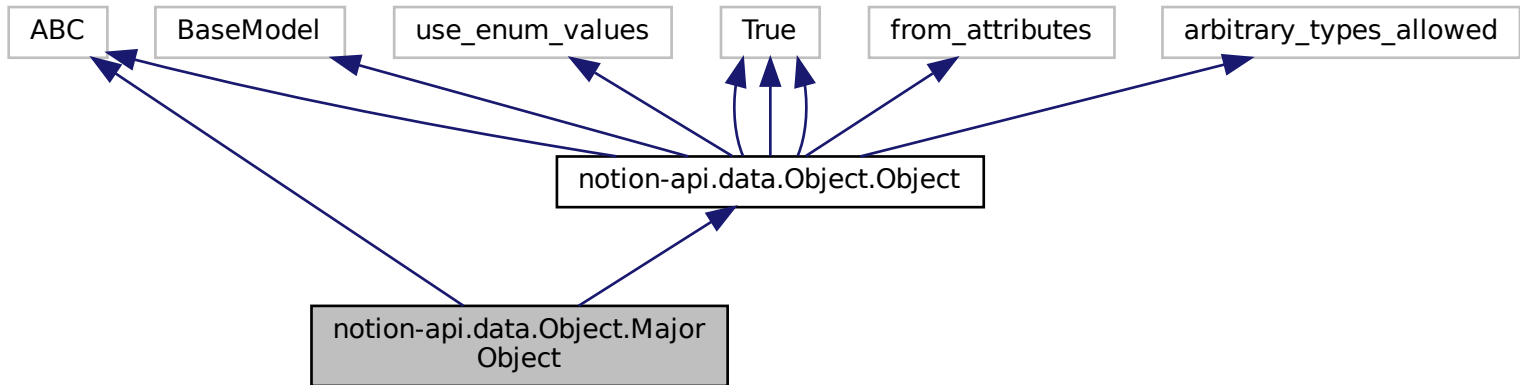 ABC
BaseModel
use_enum_values
True
from_attributes
arbitrary_types_allowed
notion-api.data.Object.Object
notion-api.data.Object.Major
Object